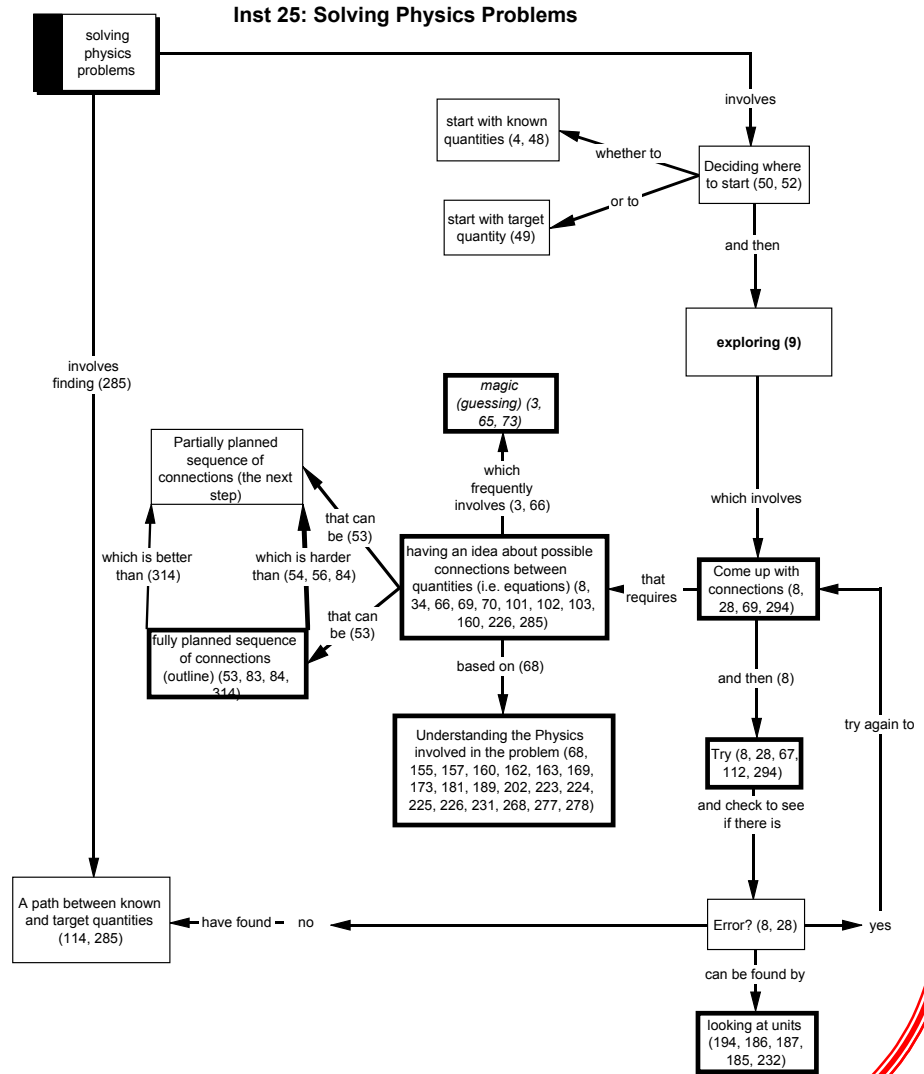 Inst 25: Solving Physics Problems
solving
physics
problems
involves
start with known
quantities (4, 48)
whether to
Deciding where
to start (50, 52)
or to
start with target
quantity (49)
and then
exploring (9)
involves
finding (285)
magic
(guessing) (3,
65, 73)
Partially planned
sequence of
connections (the next
step)
which
frequently
involves (3, 66)
which involves
that can
be (53)
which is better
than (314)
which is harder
than (54, 56, 84)
having an idea about possible
connections between
quantities (i.e. equations) (8,
34, 66, 69, 70, 101, 102, 103,
160, 226, 285)
that
requires
Come up with
connections (8,
28, 69, 294)
that can
be (53)
fully planned sequence
of connections
(outline) (53, 83, 84,
314)
based on (68)
and then (8)
try again to
Understanding the Physics
involved in the problem (68,
155, 157, 160, 162, 163, 169,
173, 181, 189, 202, 223, 224,
225, 226, 231, 268, 277, 278)
Try (8, 28, 67,
112, 294)
and check to see
if there is
A path between known
and target quantities
(114, 285)
have found
no
Error? (8, 28)
yes
can be found by
looking at units
(194, 186, 187,
185, 232)